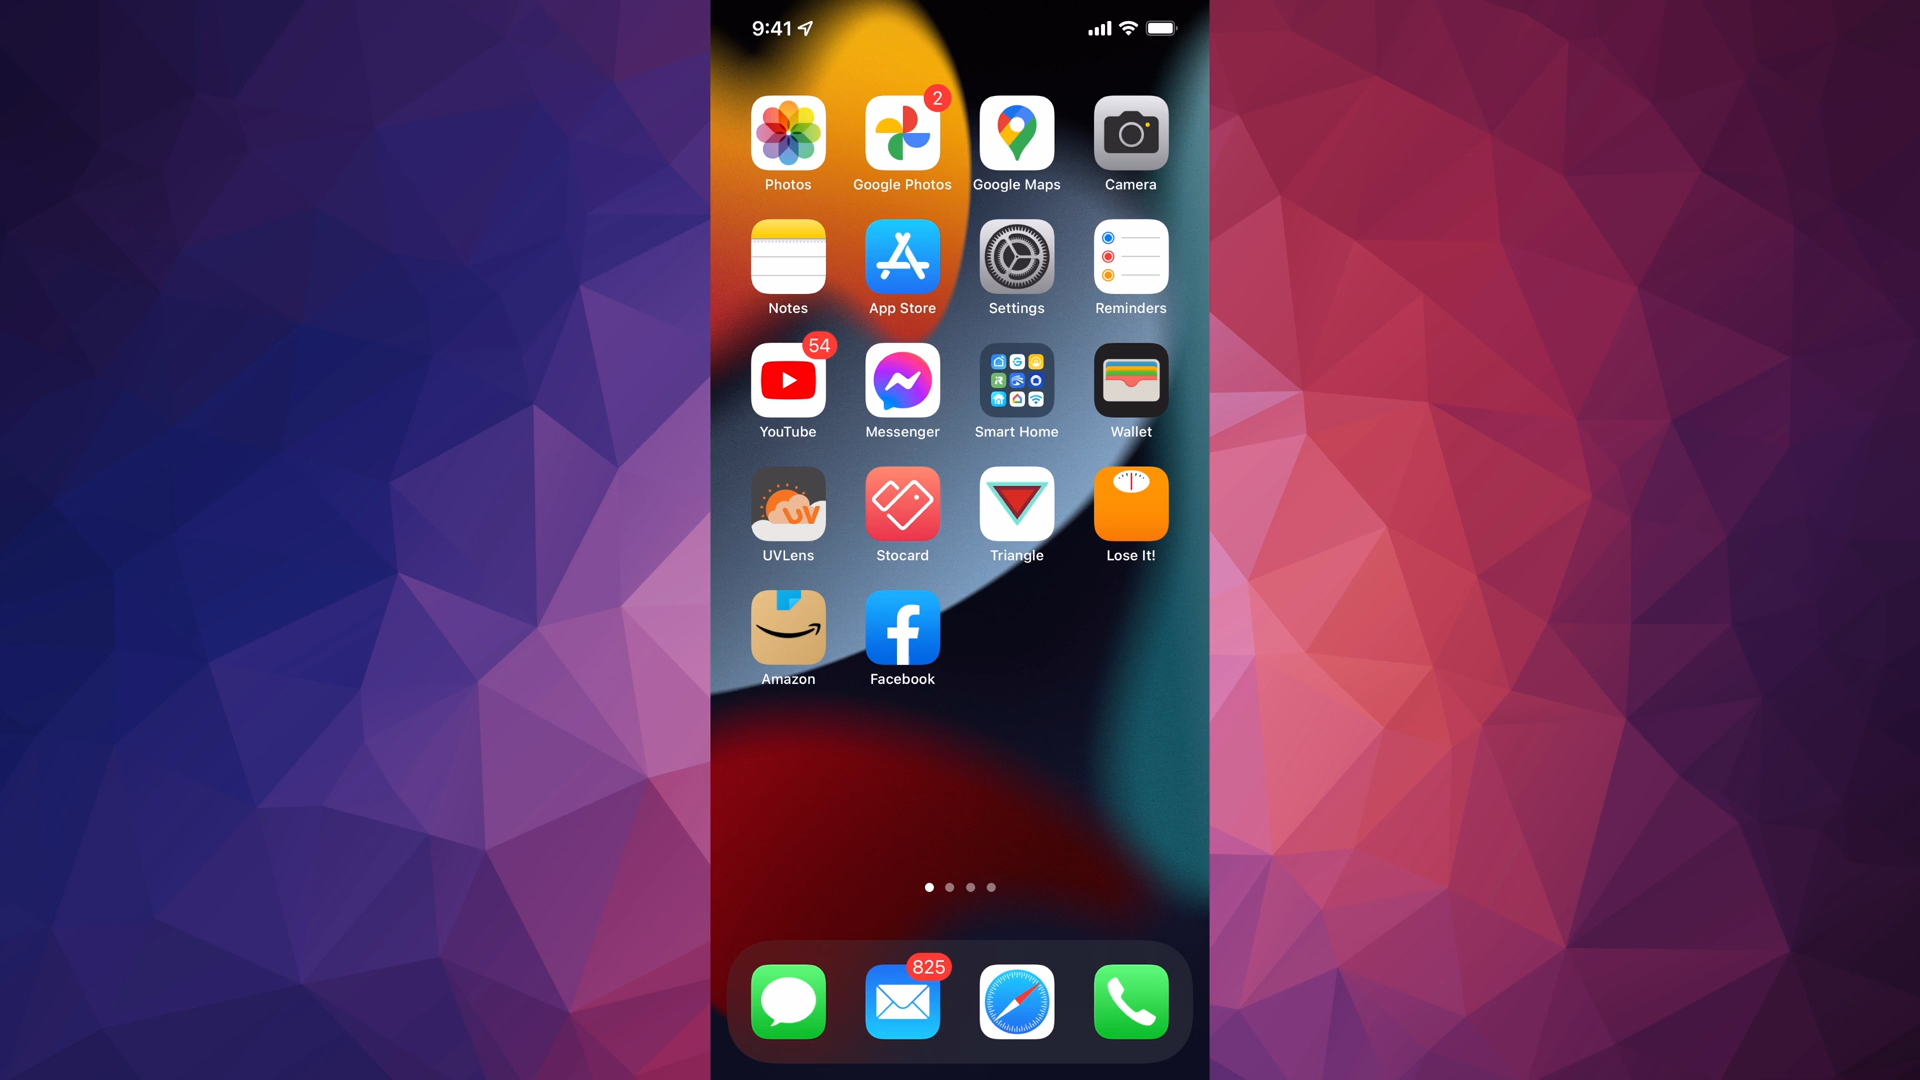 9:41
2
Photos Google Photos Google Maps Camera
Notes App Store Settings Reminders
54
YouTube Messenger Smart Home Wallet
UV
UVLens Stocard Triangle Lose It!
Amazon Facebook
825